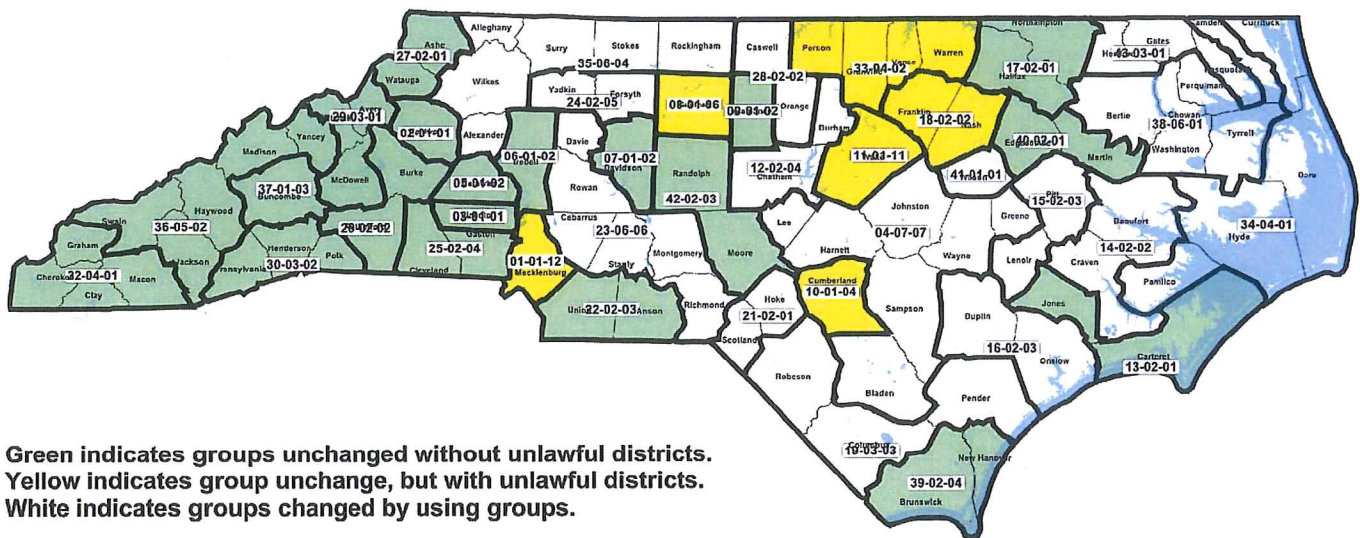 Alleghany
Northampton
Camden
Currituck
Ashe
27-02-01
Surry
Stokes
Rockingham
Caswell
Person
Warren
Gates
43-03-01
35-06-04
33-04-02
17-02-01
Halifax
Watauga
Wilkes
28-02-02
Perquimans
Yadkin
Forsyth
24-02-05
08-01-06
09-01-02
Orange
Franklin
18-02-02
Nash
Bertie
Chowan
38-06-01
Avery
29-03-01
02-01-01
Yancey
Alexander
Davie
Durham
Tyrrell
Madison
06-01-02
Iredell
07-01-02
Davidson
Randolph
11-01-11
40-02-01
Martin
Washington
12-02-04
Chatham
Dare
McDowell
Burke
05-01-02
41-01-01
37-01-03
Buncombe
Rowan
42-02-03
Pitt
15-02-03
Swain
Haywood
36-05-02
03-01-01
Cebarrus
23-06-06
Lee
Johnston
04-07-07
Greene
Beaufort
34-04-01
Hyde
Graham
Henderson
26-02-02
Gaston
25-02-04
Stanly
Montgomery
Moore
Harnett
Wayne
14-02-02
Craven
Cherokee
32-04-01
Macon
Jackson
Transylvania
30-03-02
Polk
Cleveland
01-01-12
Mecklenburg
Lenoir
Pamlico
Clay
Cumberland
10-01-04
Hoke
21-02-01
Union
22-02-03
Anson
Richmond
Sampson
Duplin
Jones
Scotland
16-02-03
Onslow
Carteret
13-02-01
Robeson
Bladen
Pender
Columbus
19-03-03
New Hanover
39-02-04
Brunswick
Green indicates groups unchanged without unlawful districts.
Yellow indicates group unchange, but with unlawful districts.
White indicates groups changed by using groups.